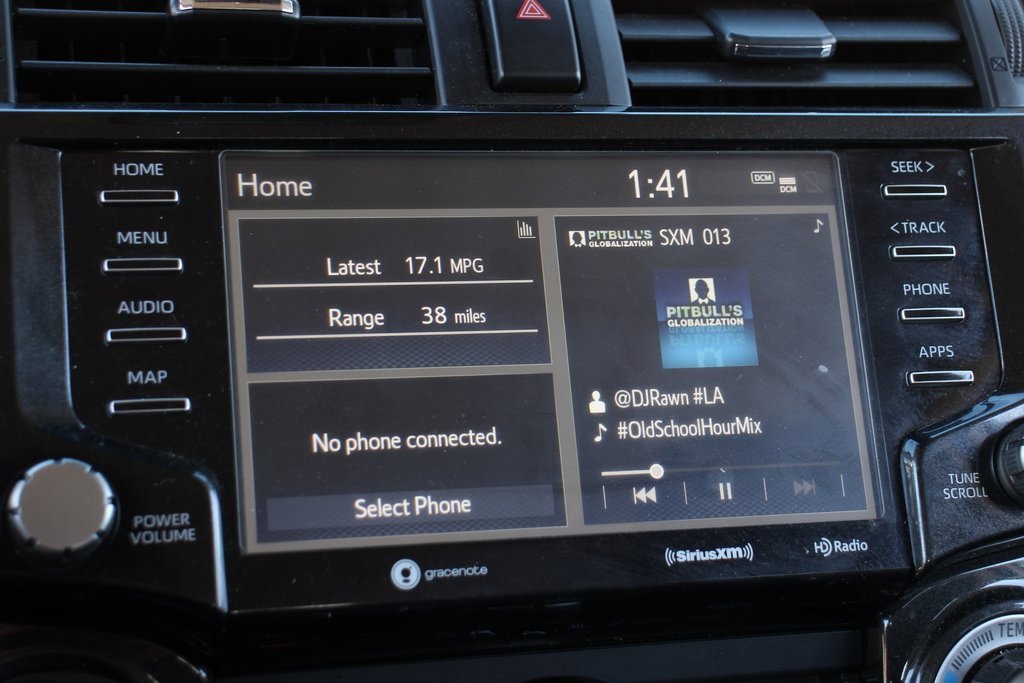 HOME
MENU
AUDIO
MAP
POWER
VOLUME
Home
1:41
DCM
DCM
Latest 17.1 MPG
Range 38 miles
No phone connected.
Select Phone
PITBULL'S
GLOBALIZATION
SXM 013
PITBULL'S
GLOBALIZATION
@DJRawn #LA
#OldSchoolHourMix
SEEK >
< TRACK
PHONE
APPS
TUNE
SCROLL
gracenote
((SiriusXM))
HD Radio
TEM